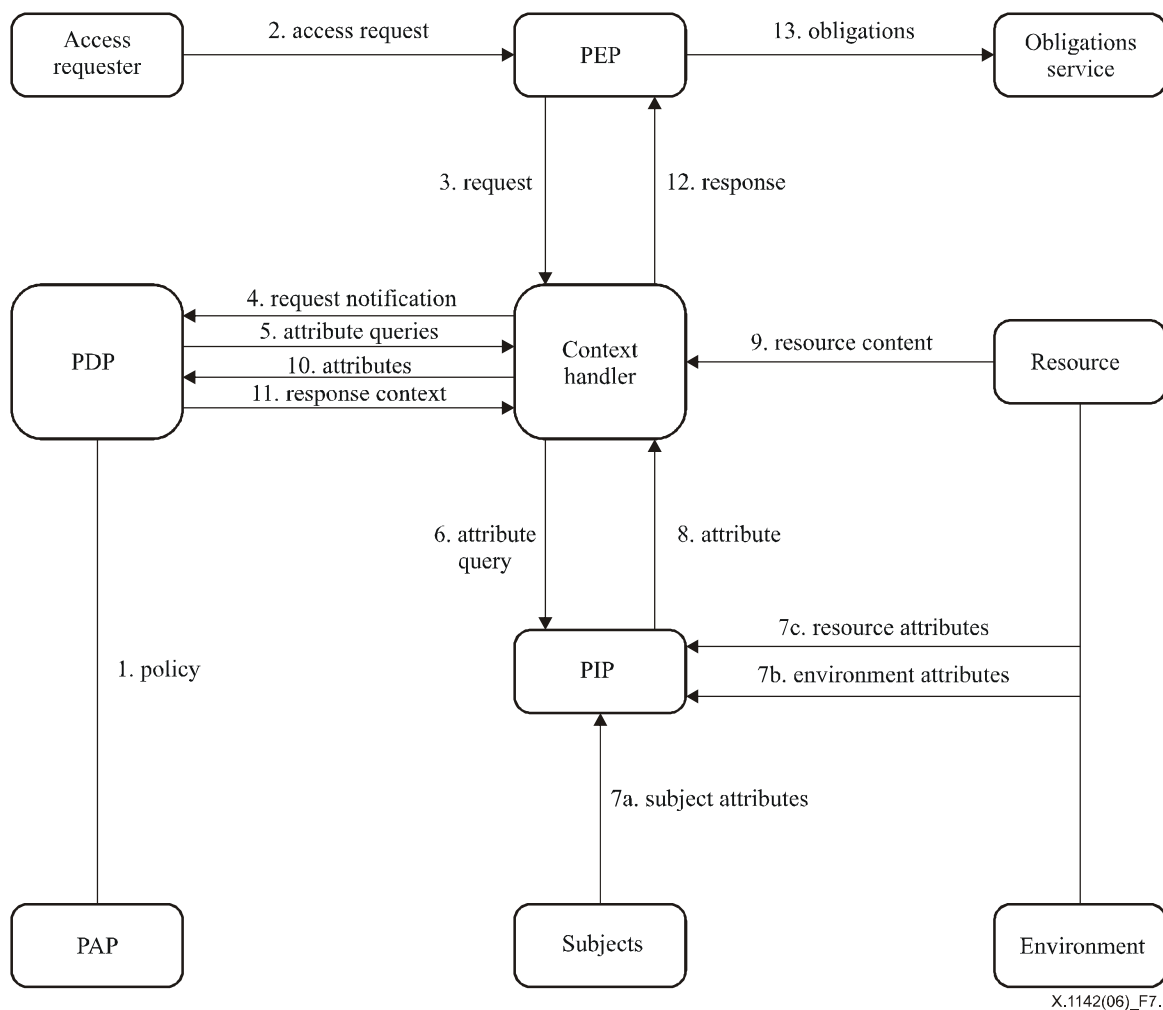 Access
requester
2. access request
PEP
13. obligations
Obligations
service
3. request
12. response
4. request notification
5. attribute queries
10. attributes
11. response context
PDP
Context
handler
9. resource content
Resource
6. attribute
query
8. attribute
1. policy
PIP
7c. resource attributes
7b. environment attributes
7a. subject attributes
PAP
Subjects
Environment
X.1142(06)_F7.